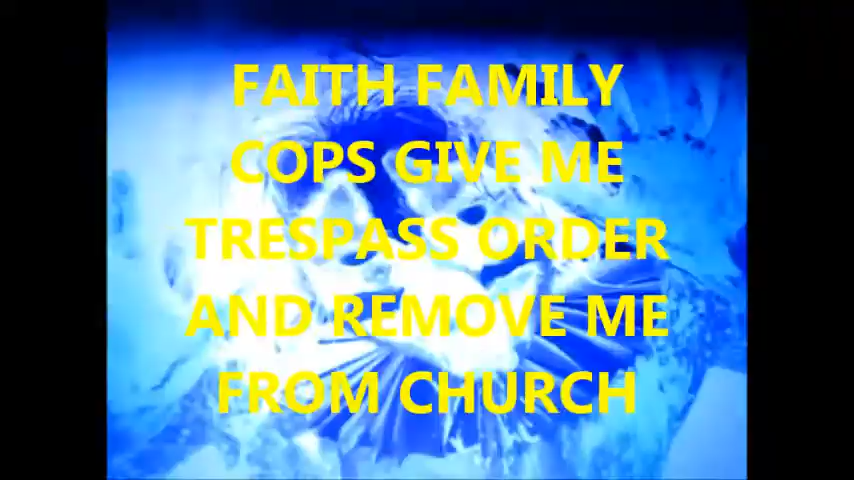 FAITH FAMILY
COPS GIVE ME
TRESPASS ORDER
AND REMOVE ME
FROM CHURCH